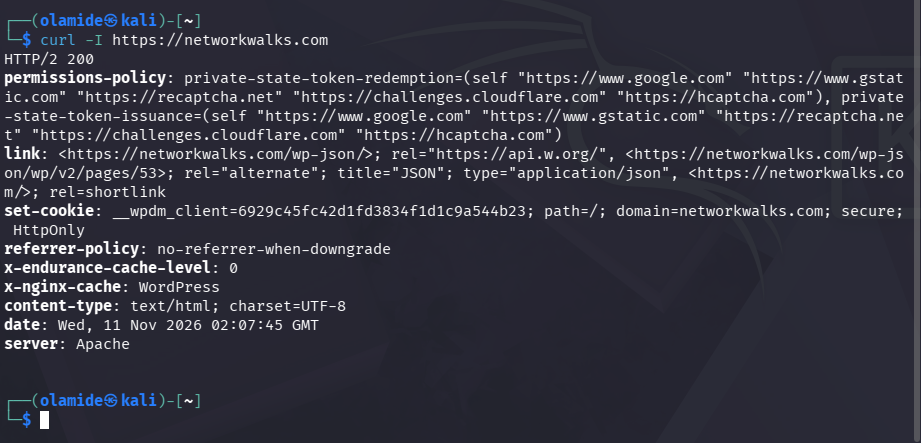 ┌──(olamide㉿kali)-[~]
└─$ curl -I https://networkwalks.com
HTTP/2 200
permissions-policy: private-state-token-redemption=(self "https://www.google.com" "https://www.gstat
ic.com" "https://recaptcha.net" "https://challenges.cloudflare.com" "https://hcaptcha.com"), private
-state-token-issuance=(self "https://www.google.com" "https://www.gstatic.com" "https://recaptcha.ne
t" "https://challenges.cloudflare.com" "https://hcaptcha.com")
link: <https://networkwalks.com/wp-json/>; rel="https://api.w.org/", <https://networkwalks.com/wp-js
on/wp/v2/pages/53>; rel="alternate"; title="JSON"; type="application/json", <https://networkwalks.co
m/>; rel=shortlink
set-cookie: __wpdm_client=6929c45fc42d1fd3834f1d1c9a544b23; path=/; domain=networkwalks.com; secure;
 HttpOnly
referrer-policy: no-referrer-when-downgrade
x-endurance-cache-level: 0
x-nginx-cache: WordPress
content-type: text/html; charset=UTF-8
date: Wed, 11 Nov 2026 02:07:45 GMT
server: Apache
┌──(olamide㉿kali)-[~]
└─$